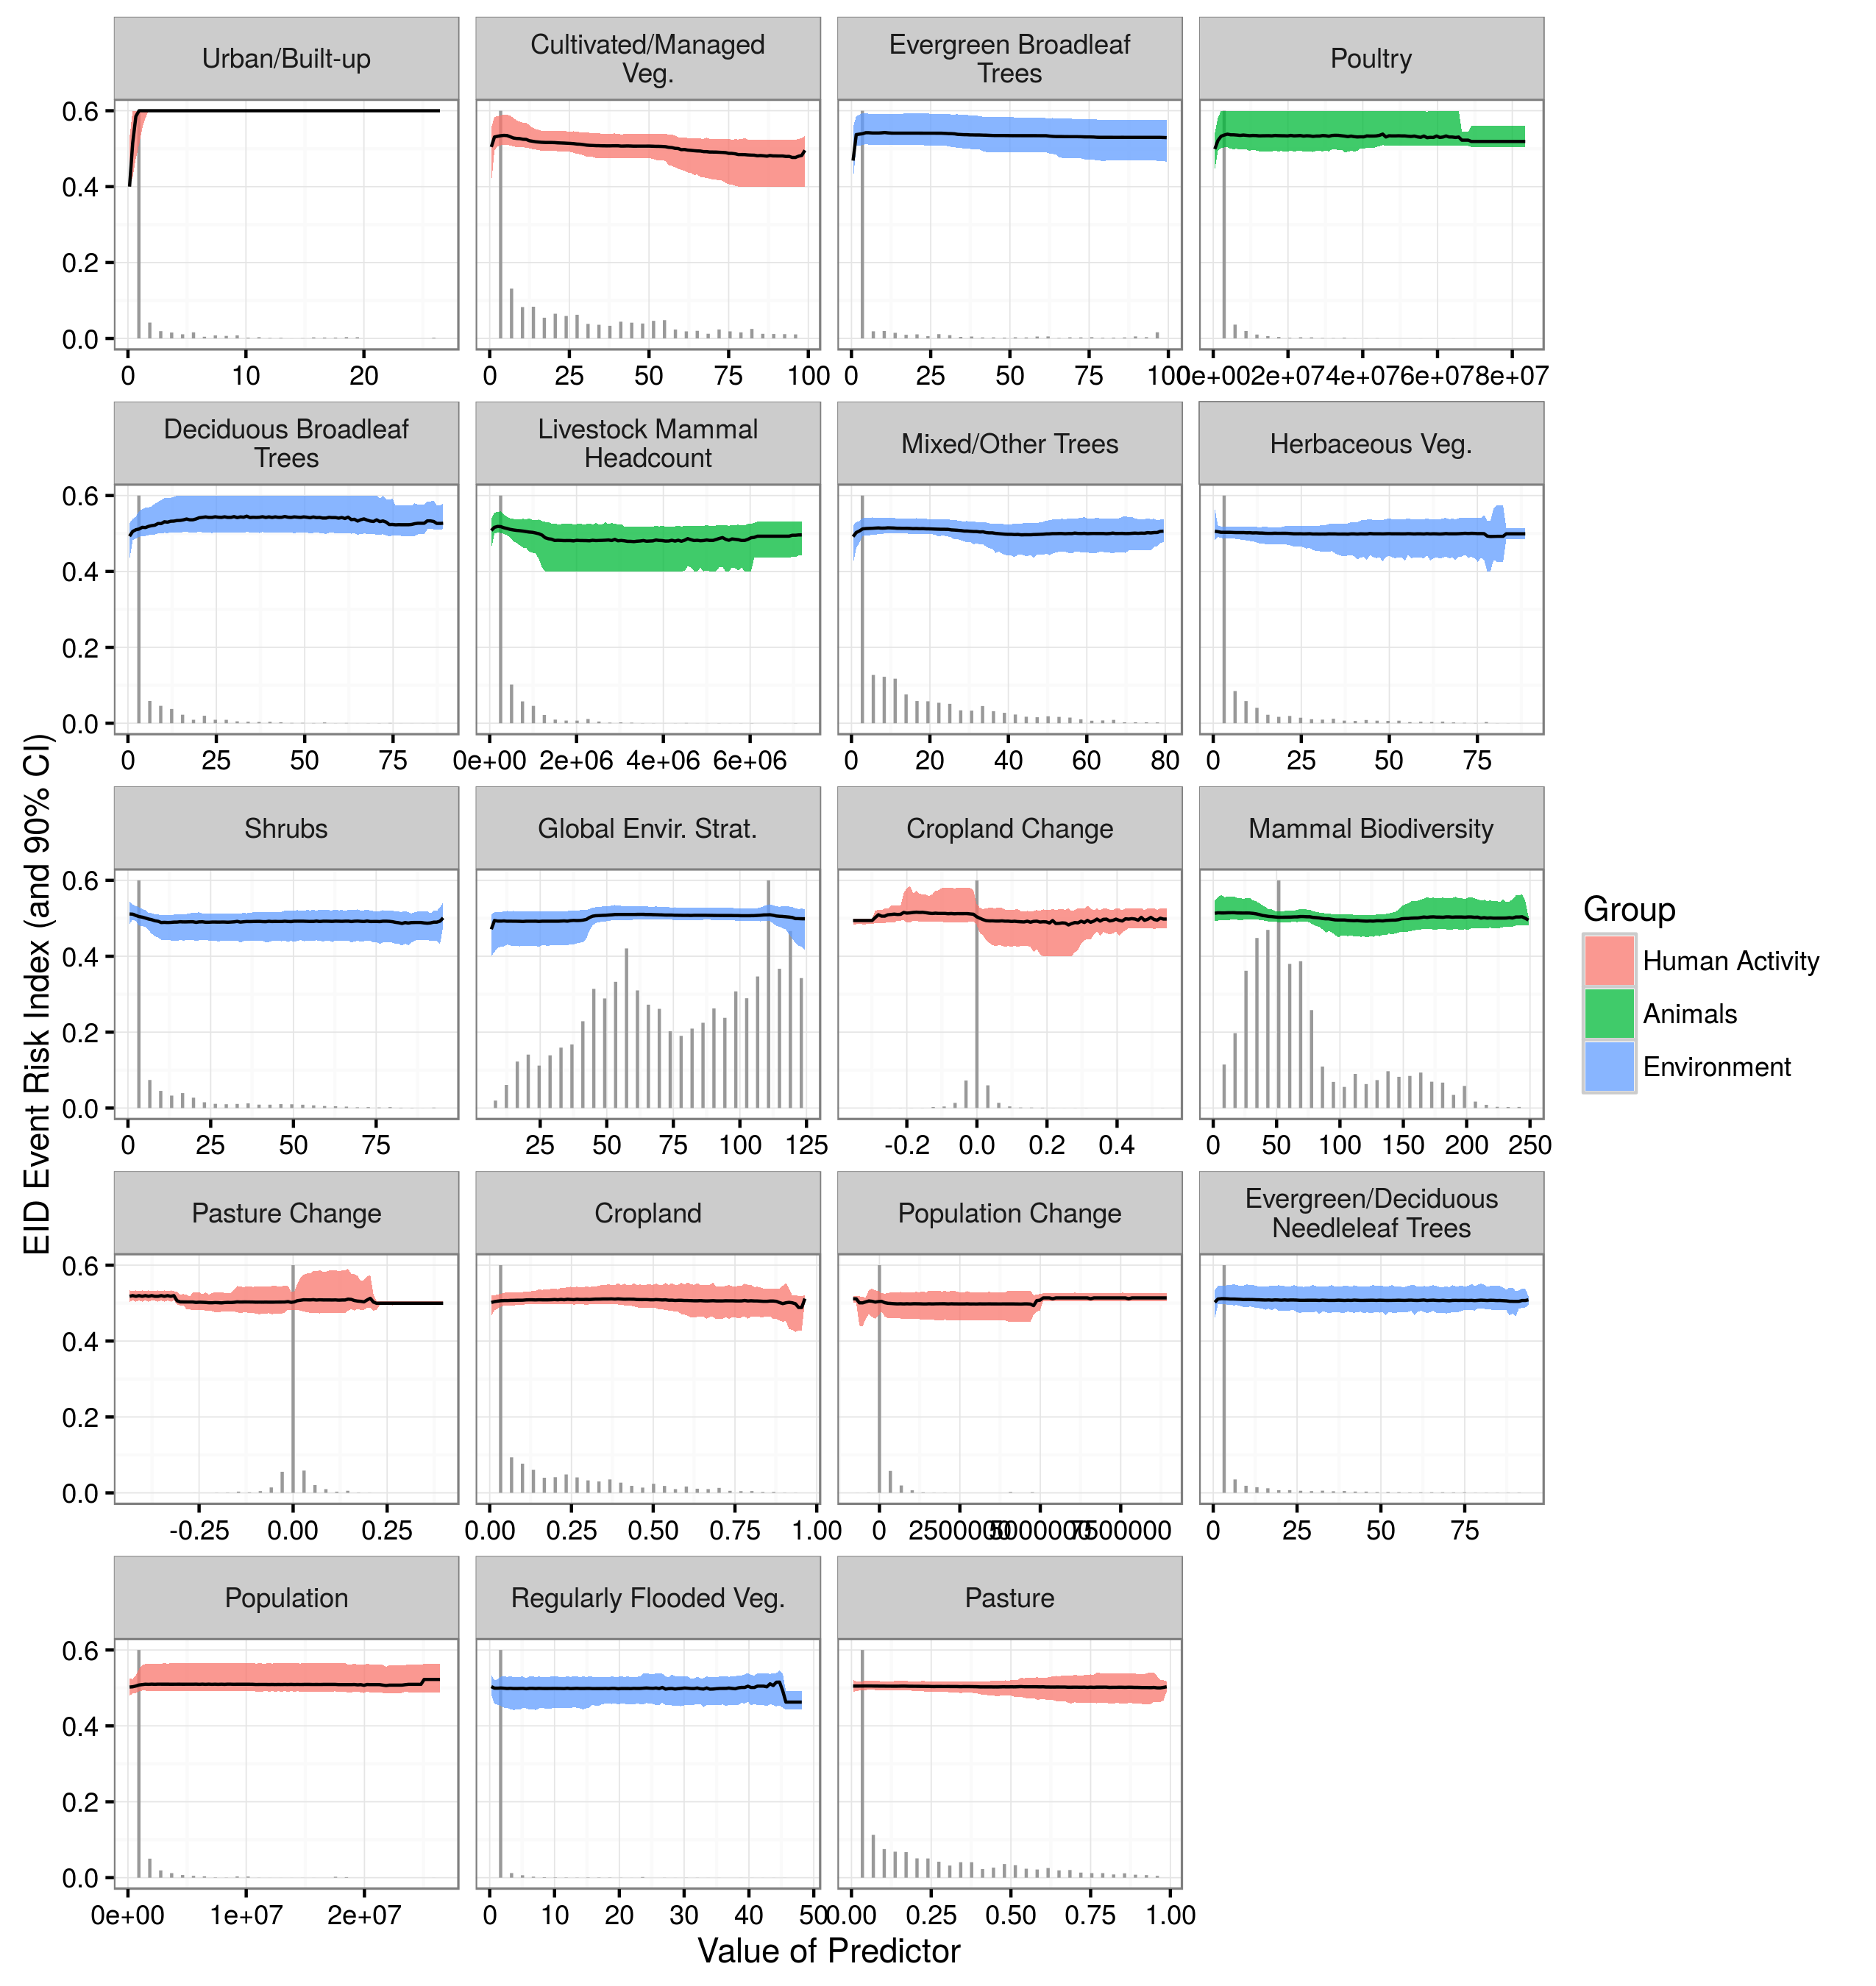 Urban/Built-up
Cultivated/Managed
Veg.
Evergreen Broadleaf
Trees
Poultry
0.6
0.4
0.2
0.0
0 10 20
0 25 50 75 100
0 25 50 75 100
0e+00 2e+07 4e+07 6e+07 8e+07
Deciduous Broadleaf
Trees
Livestock Mammal
Headcount
Mixed/Other Trees
Herbaceous Veg.
0.6
0.4
0.2
0.0
0 25 50 75
0e+00 2e+06 4e+06 6e+06
0 20 40 60 80
0 25 50 75
Shrubs
Global Envir. Strat.
Cropland Change
Mammal Biodiversity
0.6
0.4
0.2
0.0
0 25 50 75
25 50 75 100 125
-0.2 0.0 0.2 0.4
0 50 100 150 200 250
Pasture Change
Cropland
Population Change
Evergreen/Deciduous
Needleleaf Trees
0.6
0.4
0.2
0.0
-0.25 0.00 0.25
0.00 0.25 0.50 0.75 1.00
0 2500000 5000000 7500000
0 25 50 75
Population
Regularly Flooded Veg.
Pasture
0.6
0.4
0.2
0.0
0e+00 1e+07 2e+07
0 10 20 30 40 50
0.00 0.25 0.50 0.75 1.00
Value of Predictor
EID Event Risk Index (and 90% CI)
Group
Human Activity
Animals
Environment